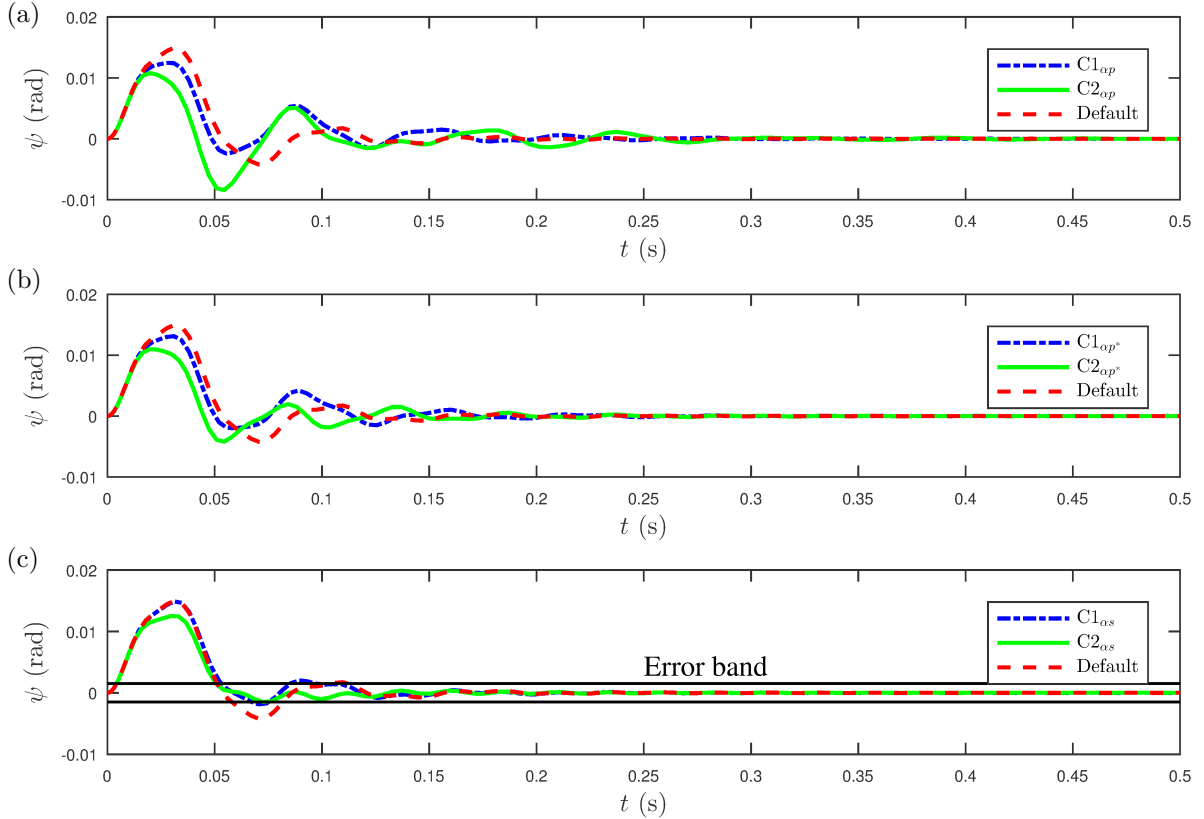 (a)
0.02
0.01
0
-0.01
ψ (rad)
C1αp
C2αp
Default
0 0.05 0.1 0.15 0.2 0.25 0.3 0.35 0.4 0.45 0.5
t (s)
(b)
0.02
0.01
0
-0.01
ψ (rad)
C1αp*
C2αp*
Default
0 0.05 0.1 0.15 0.2 0.25 0.3 0.35 0.4 0.45 0.5
t (s)
(c)
0.02
0.01
0
-0.01
ψ (rad)
C1αs
C2αs
Default
Error band
0 0.05 0.1 0.15 0.2 0.25 0.3 0.35 0.4 0.45 0.5
t (s)